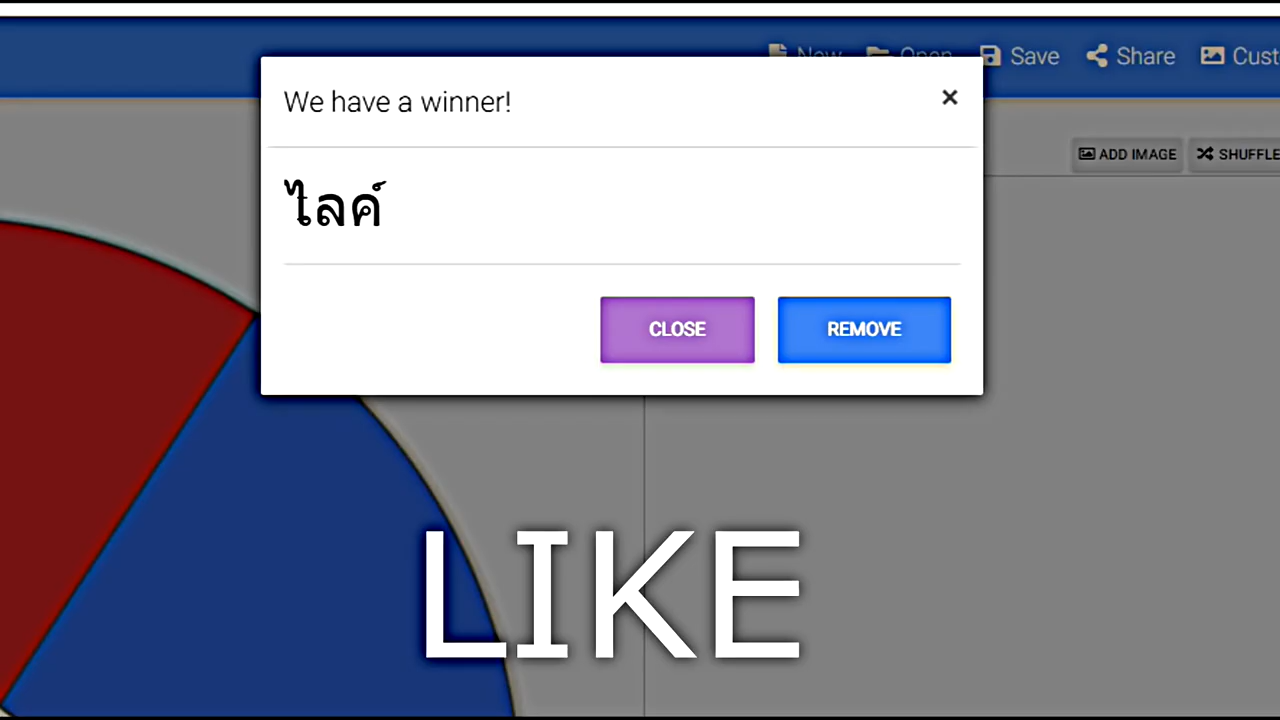 New Open Save Share Cust
We have a winner!
ADD IMAGE SHUFFLE
ไลค์
CLOSE REMOVE
LIKE